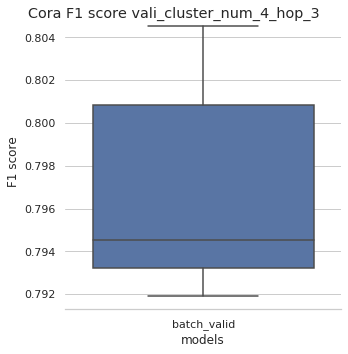 Cora F1 score vali_cluster_num_4_hop_3
0.804
0.802
0.800
0.798
0.796
0.794
0.792
F1 score
batch_valid
models